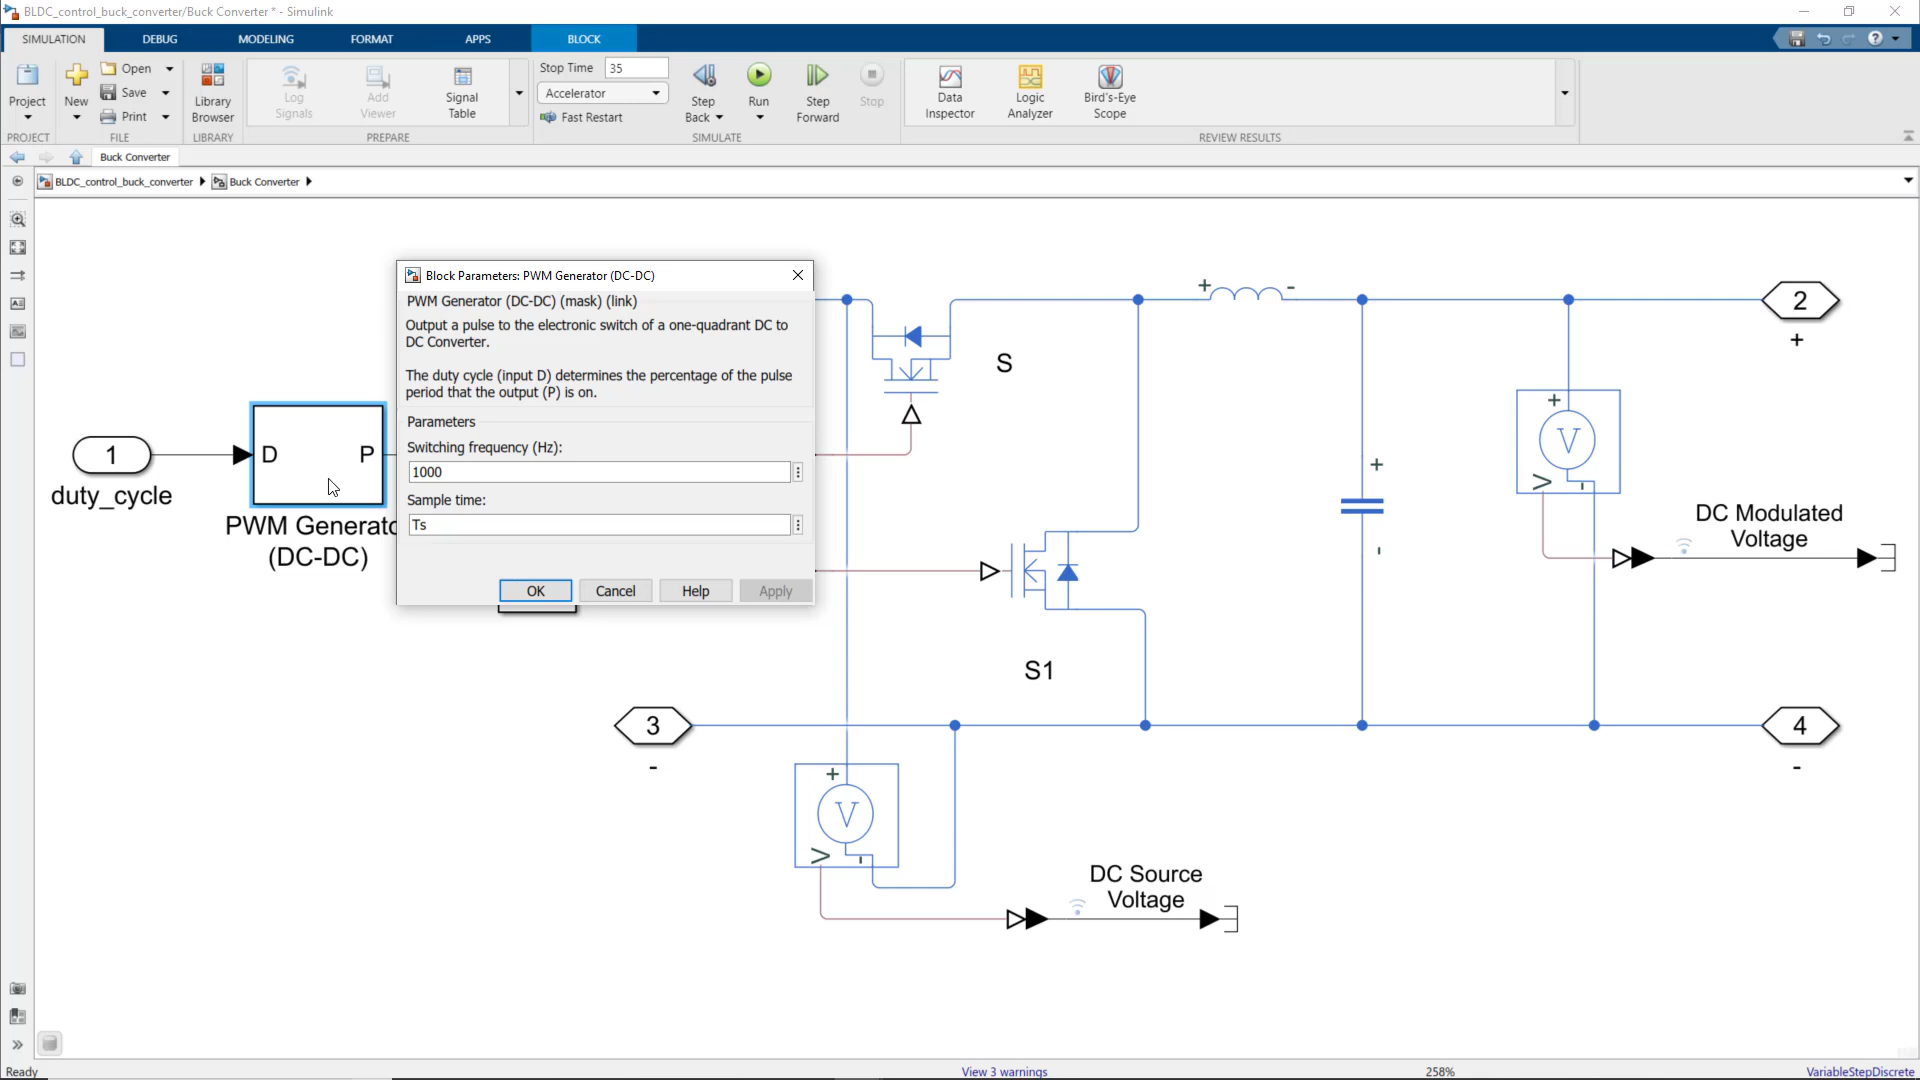 BLDC_control_buck_converter/Buck Converter * - Simulink
SIMULATION DEBUG MODELING FORMAT APPS BLOCK
Project
PROJECT
New
Open
Save
Print
FILE
Library
Browser
LIBRARY
Log
Signals
Add
Viewer
Signal
Table
PREPARE
Stop Time 35
Accelerator
Fast Restart
Step
Back
Run
Step
Forward
Stop
SIMULATE
Data
Inspector
Logic
Analyzer
Bird's-Eye
Scope
REVIEW RESULTS
Buck Converter
BLDC_control_buck_converter Buck Converter
Block Parameters: PWM Generator (DC-DC)
PWM Generator (DC-DC) (mask) (link)
Output a pulse to the electronic switch of a one-quadrant DC to
DC Converter.
The duty cycle (input D) determines the percentage of the pulse
period that the output (P) is on.
Parameters
Switching frequency (Hz):
1000
Sample time:
Ts
OK Cancel Help Apply
1
duty_cycle
D P
PWM Generato
(DC-DC)
S
+ -
2
+
+
-
+
V
V
-
DC Modulated
Voltage
S1
3
-
4
-
+
V
V
-
DC Source
Voltage
Ready
View 3 warnings
258%
VariableStepDiscrete